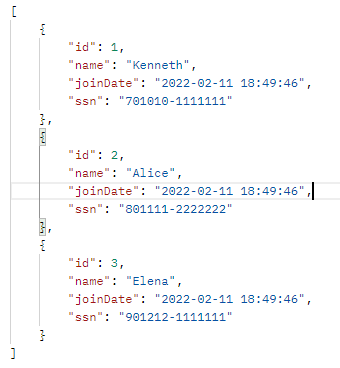 [
    {
        "id": 1,
        "name": "Kenneth",
        "joinDate": "2022-02-11 18:49:46",
        "ssn": "701010-1111111"
    },
    {
        "id": 2,
        "name": "Alice",
        "joinDate": "2022-02-11 18:49:46",
        "ssn": "801111-2222222"
    },
    {
        "id": 3,
        "name": "Elena",
        "joinDate": "2022-02-11 18:49:46",
        "ssn": "901212-1111111"
    }
]